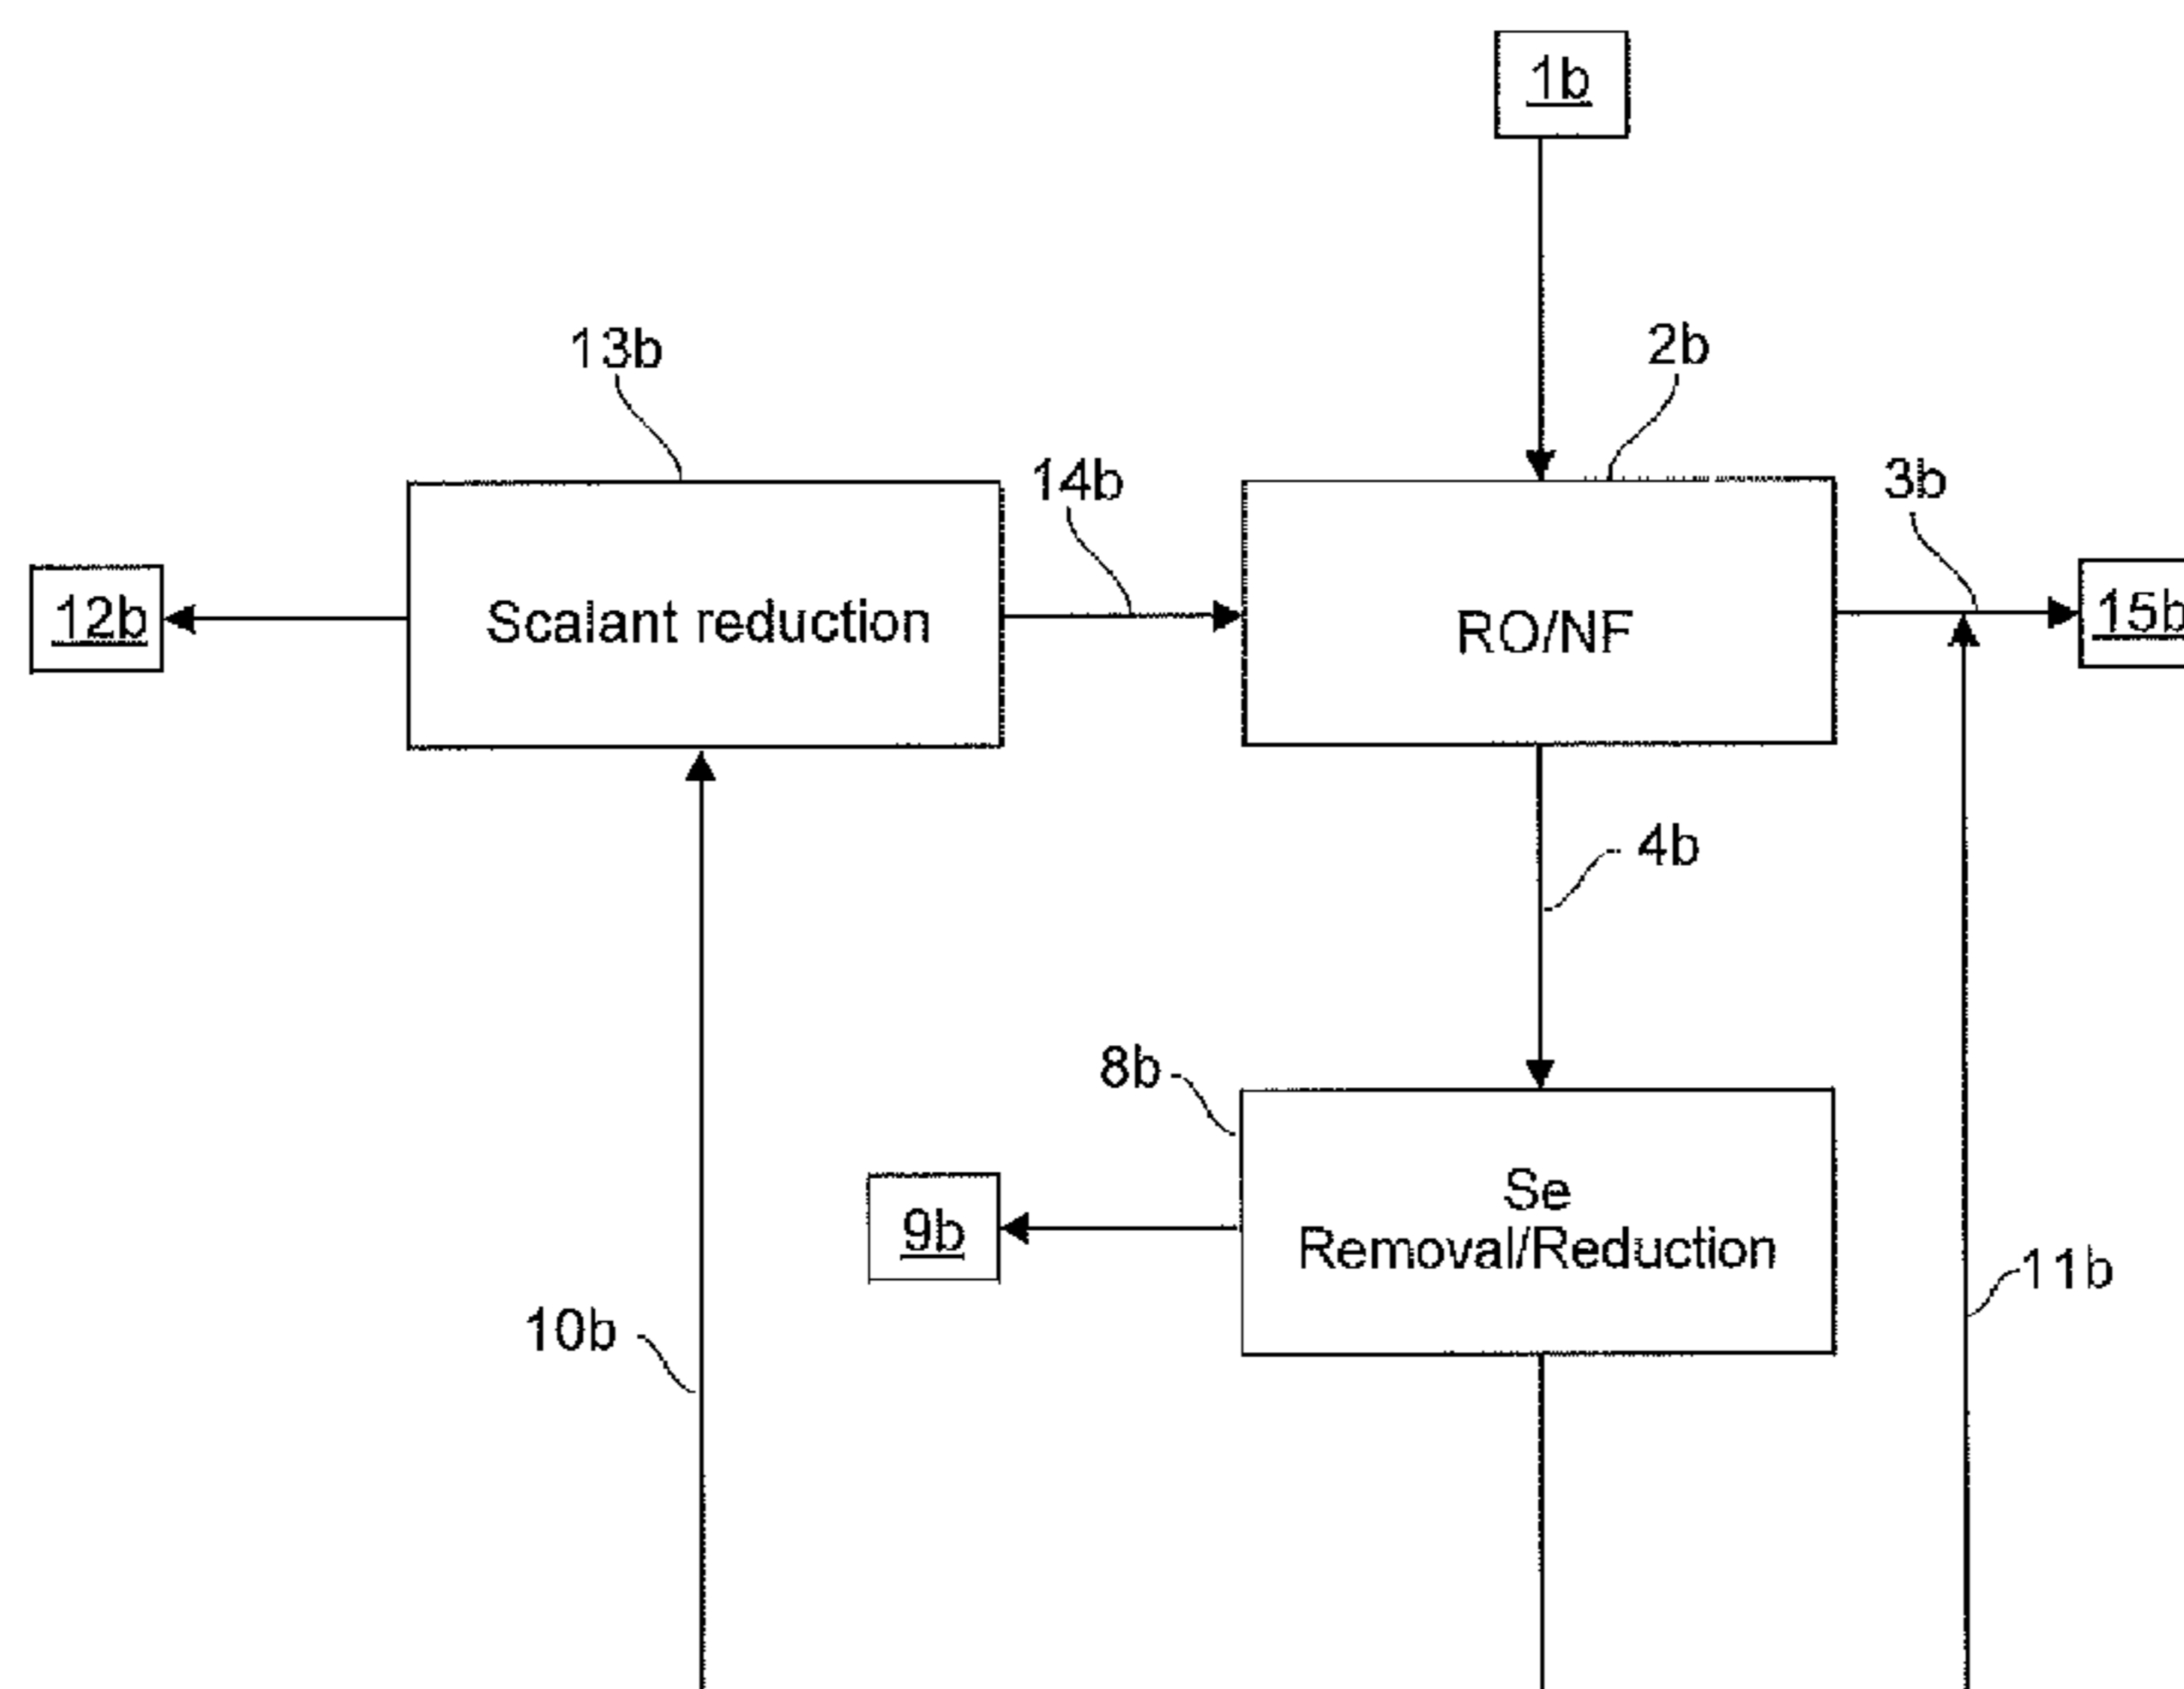 1b
13b
2b
14b
3b
12b
Scalant reduction
RO/NF
15b
4b
8b
Se
Removal/Reduction
9b
11b
10b